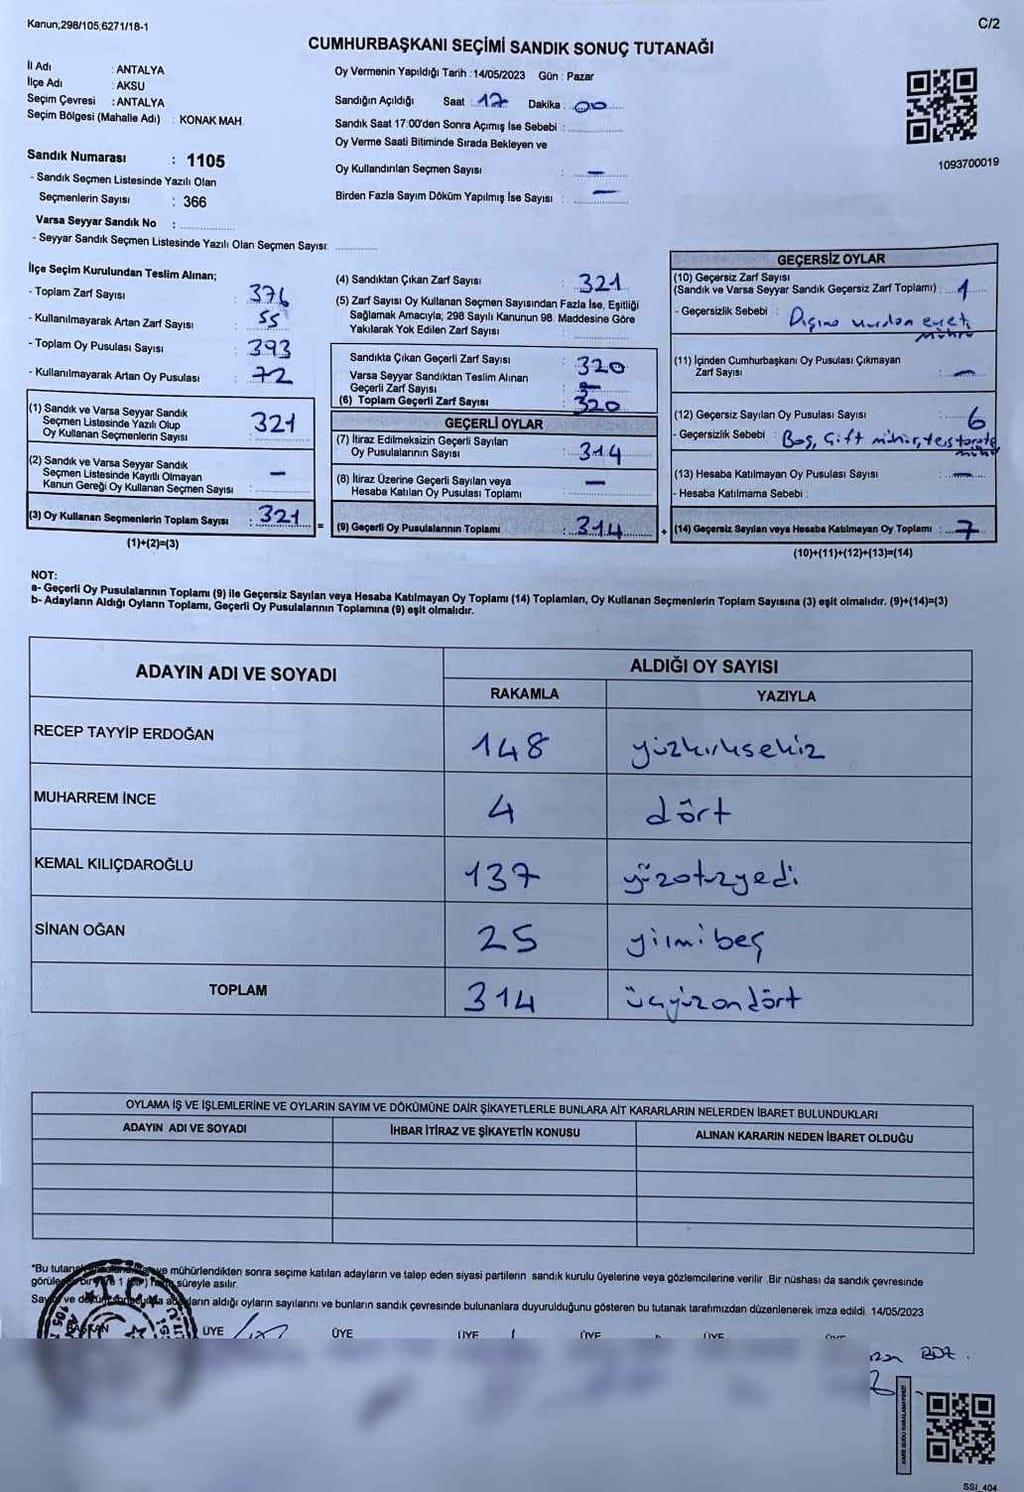 Kanun,298/105,6271/18-1
C/2
CUMHURBAŞKANI SEÇİMİ SANDIK SONUÇ TUTANAĞI
İl Adı : ANTALYA
İlçe Adı : AKSU
Seçim Çevresi : ANTALYA
Seçim Bölgesi (Mahalle Adı) : KONAK MAH.
Sandık Numarası : 1105
- Sandık Seçmen Listesinde Yazılı Olan
Seçmenlerin Sayısı : 366
Varsa Seyyar Sandık No :
- Seyyar Sandık Seçmen Listesinde Yazılı Olan Seçmen Sayısı:
Oy Vermenin Yapıldığı Tarih : 14/05/2023 Gün : Pazar
Sandığın Açıldığı Saat : 17 Dakika : 00
Sandık Saat 17:00'den Sonra Açımış İse Sebebi :
Oy Verme Saati Bitiminde Sırada Bekleyen ve
Oy Kullandırılan Seçmen Sayısı : —
Birden Fazla Sayım Döküm Yapılmış İse Sayısı : —
1093700019
İlçe Seçim Kurulundan Teslim Alınan;
- Toplam Zarf Sayısı : 376
- Kullanılmayarak Artan Zarf Sayısı : 55
- Toplam Oy Pusulası Sayısı : 393
- Kullanılmayarak Artan Oy Pusulası : 72
(1) Sandık ve Varsa Seyyar Sandık
Seçmen Listesinde Yazılı Olup
Oy Kullanan Seçmenlerin Sayısı : 321
(2) Sandık ve Varsa Seyyar Sandık
Seçmen Listesinde Kayıtlı Olmayan
Kanun Gereği Oy Kullanan Seçmen Sayısı : —
(3) Oy Kullanan Seçmenlerin Toplam Sayısı : 321 =
(1)+(2)=(3)
(4) Sandıktan Çıkan Zarf Sayısı : 321
(5) Zarf Sayısı Oy Kullanan Seçmen Sayısından Fazla İse, Eşitliği
Sağlamak Amacıyla; 298 Sayılı Kanunun 98. Maddesine Göre
Yakılarak Yok Edilen Zarf Sayısı :
Sandıkta Çıkan Geçerli Zarf Sayısı : 320
Varsa Seyyar Sandıktan Teslim Alınan
Geçerli Zarf Sayısı :
(6) Toplam Geçerli Zarf Sayısı : 320
GEÇERLİ OYLAR
(7) İtiraz Edilmeksizin Geçerli Sayılan
Oy Pusulalarının Sayısı : 314
(8) İtiraz Üzerine Geçerli Sayılan veya
Hesaba Katılan Oy Pusulası Toplamı : —
(9) Geçerli Oy Pusulalarının Toplamı : 314 +
GEÇERSİZ OYLAR
(10) Geçersiz Zarf Sayısı
(Sandık ve Varsa Seyyar Sandık Geçersiz Zarf Toplamı) : 1
- Geçersizlik Sebebi : Dışına vurulan evet
mührü
(11) İçinden Cumhurbaşkanı Oy Pusulası Çıkmayan
Zarf Sayısı : —
(12) Geçersiz Sayılan Oy Pusulası Sayısı : 6
- Geçersizlik Sebebi : Boş, çift mühür, ters tarafa
mühür
(13) Hesaba Katılmayan Oy Pusulası Sayısı : —
- Hesaba Katılmama Sebebi :
(14) Geçersiz Sayılan veya Hesaba Katılmayan Oy Toplamı : 7
(10)+(11)+(12)+(13)=(14)
NOT:
a- Geçerli Oy Pusulalarının Toplamı (9) ile Geçersiz Sayılan veya Hesaba Katılmayan Oy Toplamı (14) Toplamları, Oy Kullanan Seçmenlerin Toplam Sayısına (3) eşit olmalıdır. (9)+(14)=(3)
b- Adayların Aldığı Oyların Toplamı, Geçerli Oy Pusulalarının Toplamına (9) eşit olmalıdır.
ADAYIN ADI VE SOYADI
ALDIĞI OY SAYISI
RAKAMLA YAZIYLA
RECEP TAYYİP ERDOĞAN 148 yüzkırksekiz
MUHARREM İNCE 4 dört
KEMAL KILIÇDAROĞLU 137 yüzotuzyedi
SİNAN OĞAN 25 yirmibeş
TOPLAM 314 üçyüzondört
OYLAMA İŞ VE İŞLEMLERİNE VE OYLARIN SAYIM VE DÖKÜMÜNE DAİR ŞİKAYETLERLE BUNLARA AİT KARARLARIN NELERDEN İBARET BULUNDUKLARI
ADAYIN ADI VE SOYADI İHBAR İTİRAZ VE ŞİKAYETİN KONUSU ALINAN KARARIN NEDEN İBARET OLDUĞU
ve mühürlendikten sonra seçime katılan adayların ve talep eden siyasi partilerin sandık kurulu üyelerine veya gözlemcilerine verilir .Bir nüshası da sandık çevresinde
süreyle asılır.
aldığı oyların sayılarını ve bunların sandık çevresinde bulunanlara duyurulduğunu gösteren bu tutanak tarafımızdan düzenlenerek imza edildi. 14/05/2023
BAŞKAN ÜYE ÜYE ÜYE ÜYE ÜYE
SSI_404